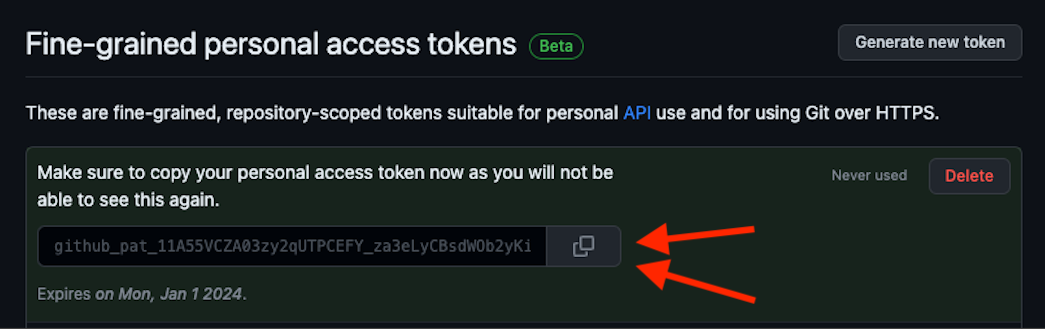 Fine-grained personal access tokens Beta
Generate new token
These are fine-grained, repository-scoped tokens suitable for personal API use and for using Git over HTTPS.
Make sure to copy your personal access token now as you will not be
able to see this again.
Never used
Delete
github_pat_11A55VCZA03zy2qUTPCEFY_za3eLyCBsdWOb2yKi
Expires on Mon, Jan 1 2024.